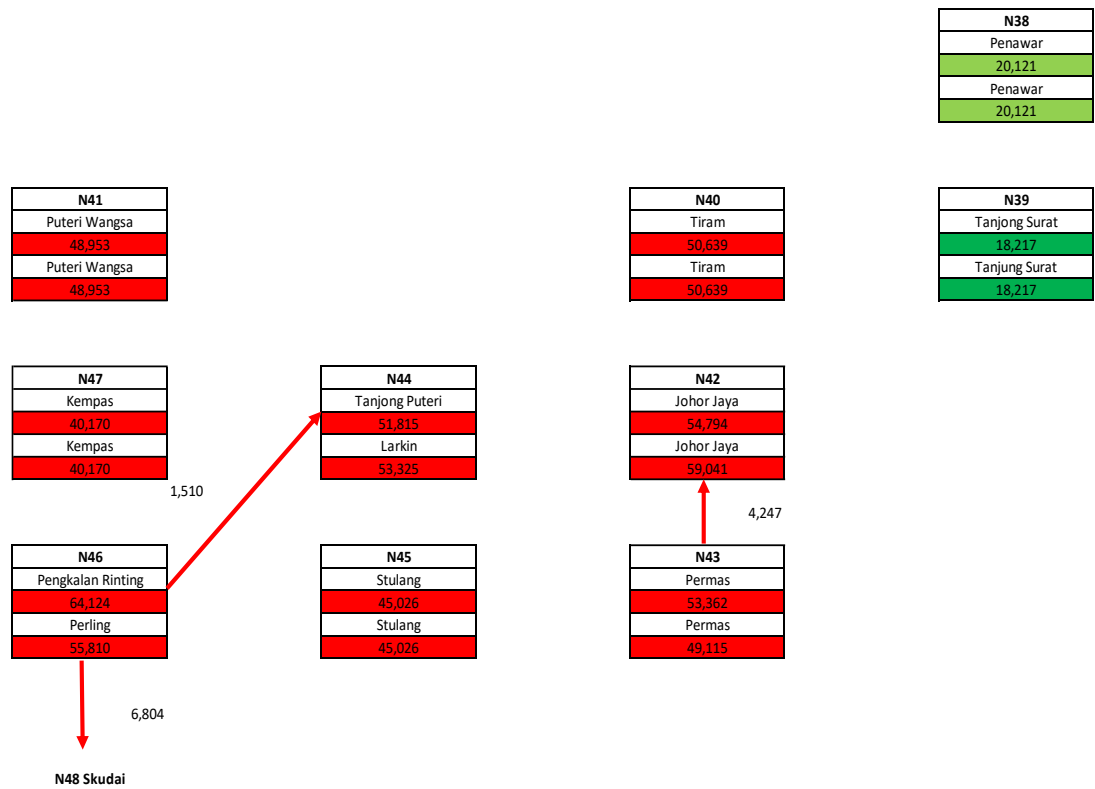 N38
Penawar
20,121
Penawar
20,121
N41
Puteri Wangsa
48,953
Puteri Wangsa
48,953
N40
Tiram
50,639
Tiram
50,639
N39
Tanjong Surat
18,217
Tanjung Surat
18,217
N47
Kempas
40,170
Kempas
40,170
N44
Tanjong Puteri
51,815
Larkin
53,325
N42
Johor Jaya
54,794
Johor Jaya
59,041
1,510
4,247
N46
Pengkalan Rinting
64,124
Perling
55,810
N45
Stulang
45,026
Stulang
45,026
N43
Permas
53,362
Permas
49,115
6,804
N48 Skudai